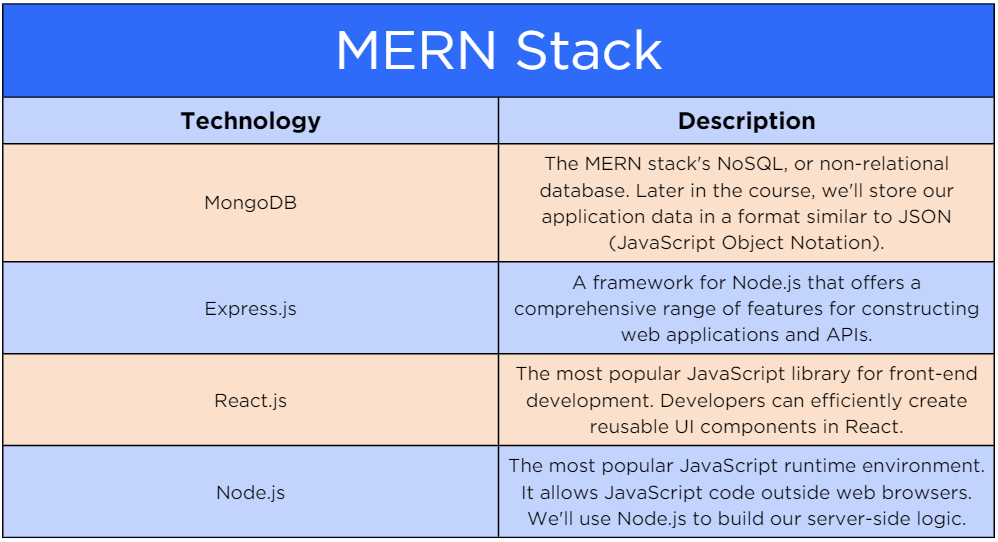 MERN Stack
Technology
Description
MongoDB
The MERN stack's NoSQL, or non-relational
database. Later in the course, we'll store our
application data in a format similar to JSON
(JavaScript Object Notation).
Express.js
A framework for Node.js that offers a
comprehensive range of features for constructing
web applications and APIs.
React.js
The most popular JavaScript library for front-end
development. Developers can efficiently create
reusable UI components in React.
Node.js
The most popular JavaScript runtime environment.
It allows JavaScript code outside web browsers.
We'll use Node.js to build our server-side logic.